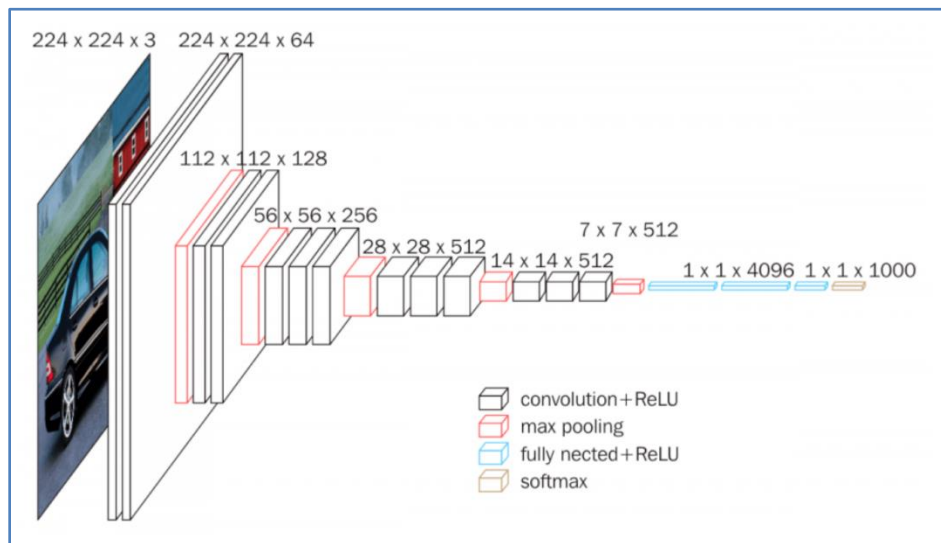 224 x 224 x 3
224 x 224 x 64
112 x 112 x 128
56 x 56 x 256
28 x 28 x 512
14 x 14 x 512
7 x 7 x 512
1 x 1 x 4096
1 x 1 x 1000
convolution+ReLU
max pooling
fully nected+ReLU
softmax